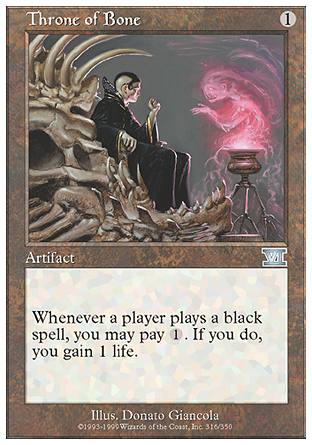 Throne of Bone 1
Artifact
VI
Whenever a player plays a black
spell, you may pay 1. If you do,
you gain 1 life.
Illus. Donato Giancola
©1993-1999 Wizards of the Coast, Inc. 316/350